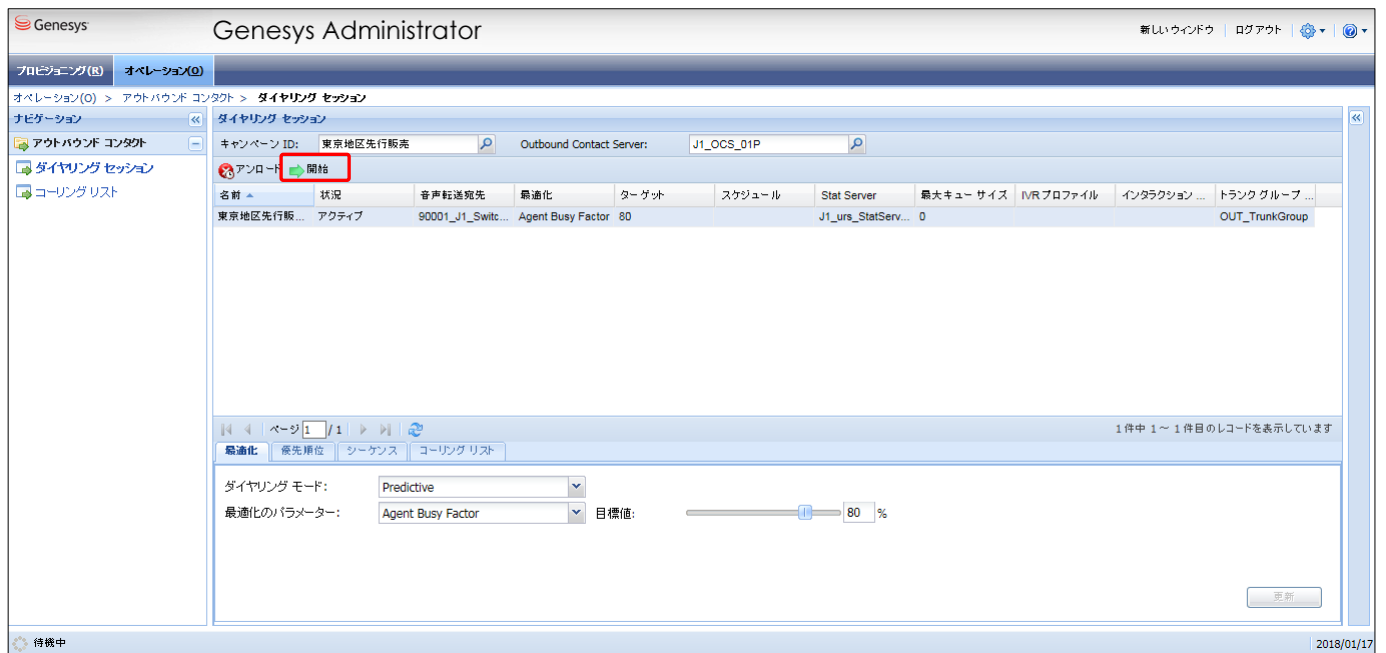 Genesys
Genesys Administrator
新しいウィンドウ ログアウト
プロビジョニング(R) オペレーション(O)
オペレーション(O) > アウトバウンド コンタクト > ダイヤリング セッション
ナビゲーション
アウトバウンド コンタクト
ダイヤリング セッション
コーリング リスト
ダイヤリング セッション
キャンペーン ID: 東京地区先行販売 Outbound Contact Server: J1_OCS_01P
アンロード 開始
名前 状況 音声転送宛先 最適化 ターゲット スケジュール Stat Server 最大キュー サイズ IVR プロファイル インタラクション ... トランク グループ ...
東京地区先行販... アクティブ 90001_J1_Switc... Agent Busy Factor 80 J1_urs_StatServ... 0 OUT_TrunkGroup
ページ 1 / 1
1 件中 1 ~ 1 件目のレコードを表示しています
最適化 優先順位 シーケンス コーリング リスト
ダイヤリング モード: Predictive
最適化のパラメーター: Agent Busy Factor 目標値: 80 %
更新
待機中
2018/01/17